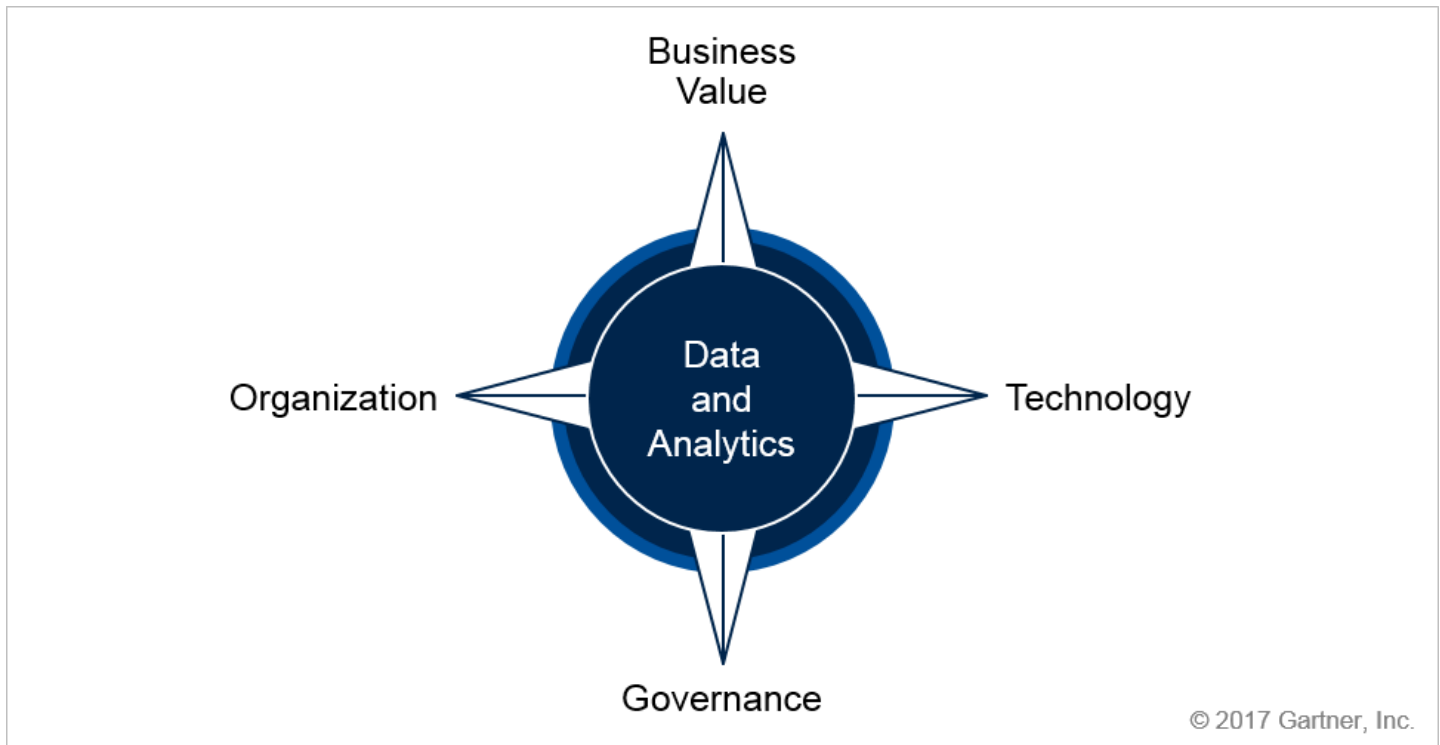 Business
Value
Organization
Data
and
Analytics
Technology
Governance
© 2017 Gartner, Inc.